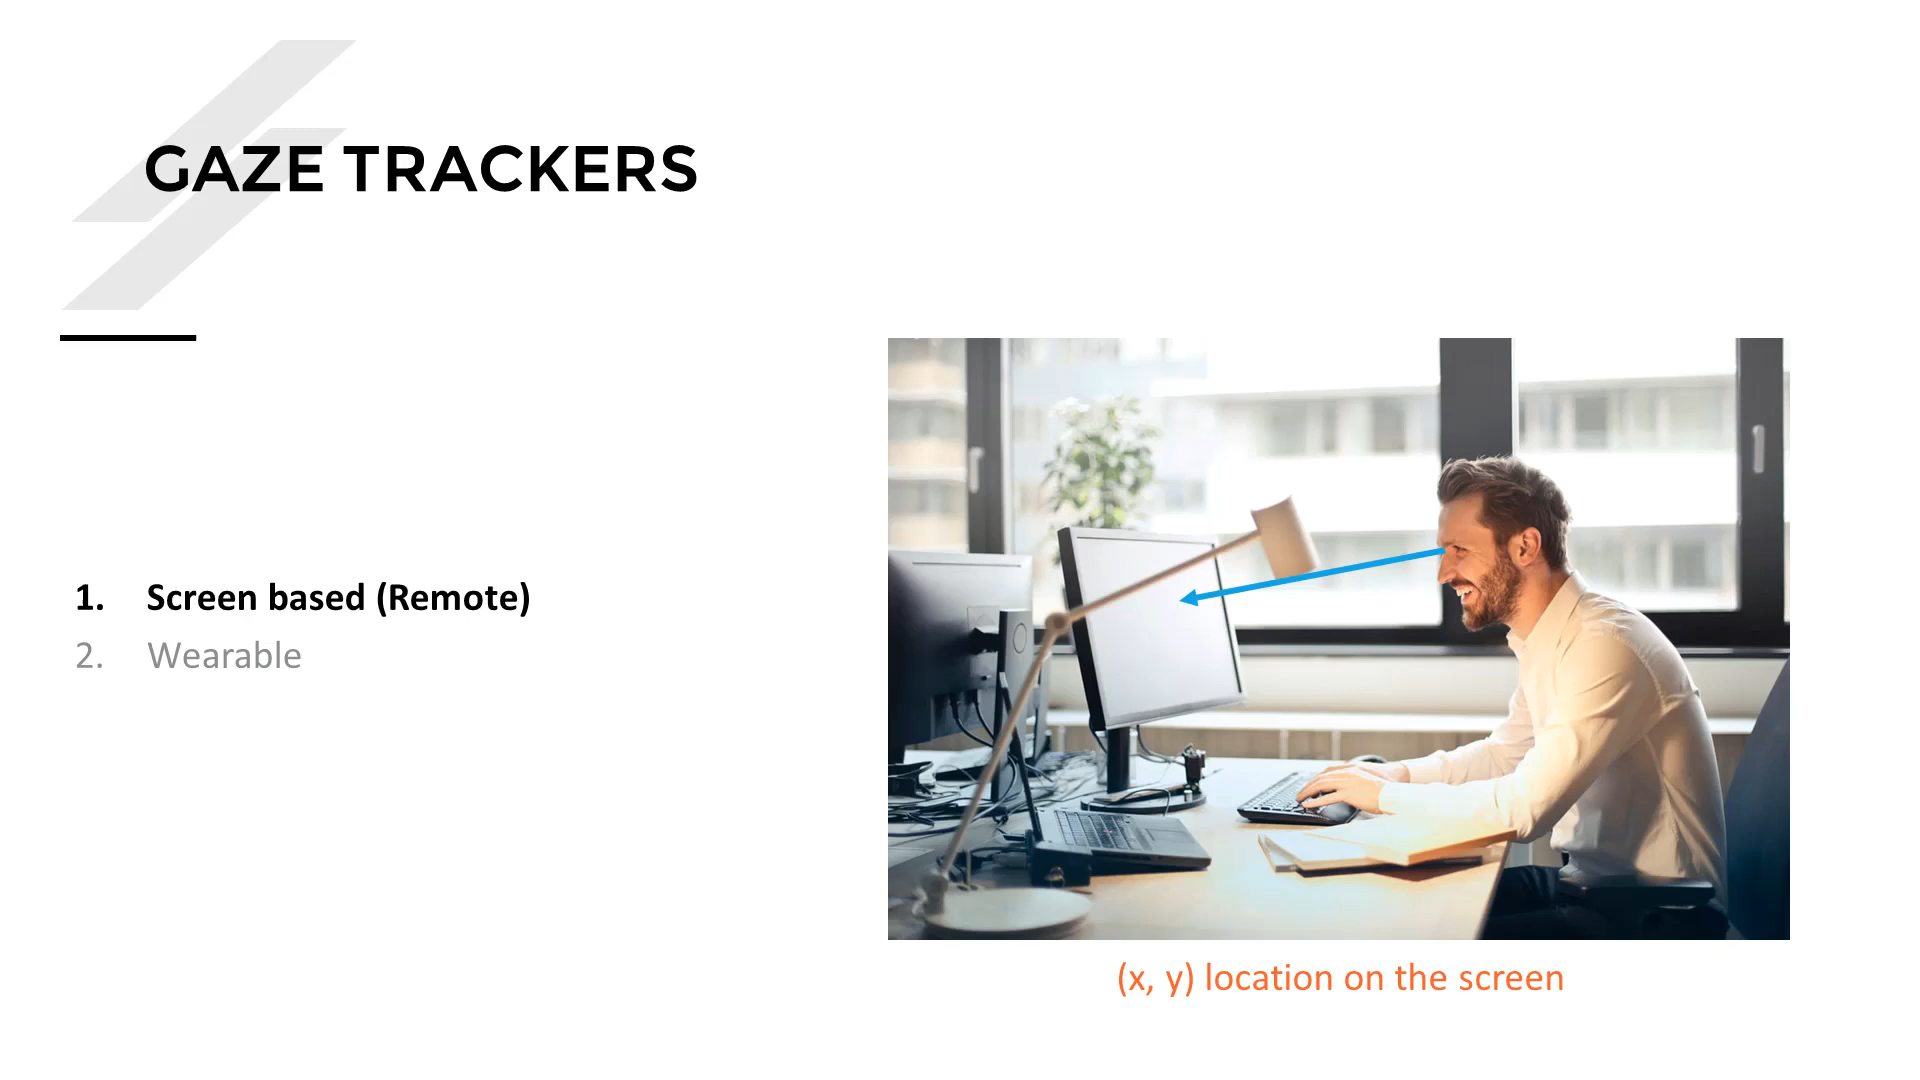 GAZE TRACKERS
1. Screen based (Remote)
2. Wearable
(x, y) location on the screen